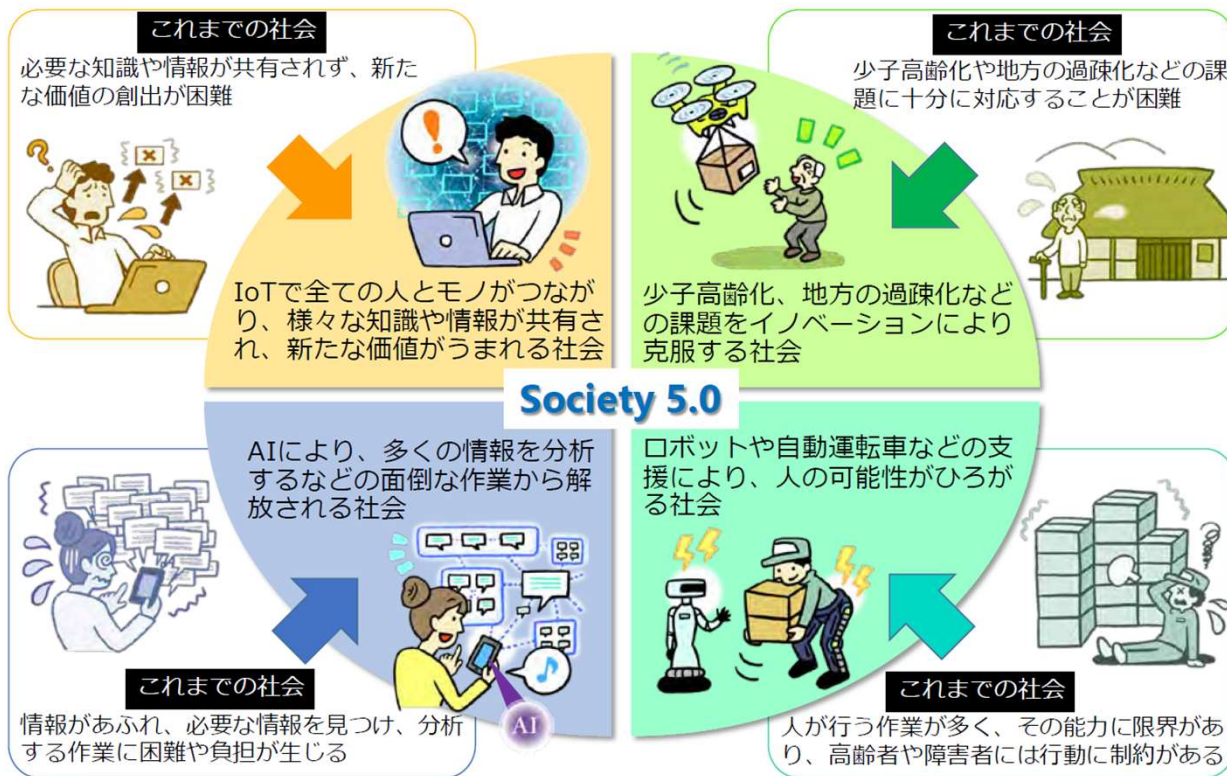 これまでの社会
必要な知識や情報が共有されず、新た
な価値の創出が困難
これまでの社会
少子高齢化や地方の過疎化などの課
題に十分に対応することが困難
IoTで全ての人とモノがつなが
り、様々な知識や情報が共有さ
れ、新たな価値がうまれる社会
少子高齢化、地方の過疎化など
の課題をイノベーションにより
克服する社会
Society 5.0
AIにより、多くの情報を分析
するなどの面倒な作業から解
放される社会
ロボットや自動運転車などの支
援により、人の可能性がひろが
る社会
AI
これまでの社会
情報があふれ、必要な情報を見つけ、分析
する作業に困難や負担が生じる
これまでの社会
人が行う作業が多く、その能力に限界があ
り、高齢者や障害者には行動に制約がある